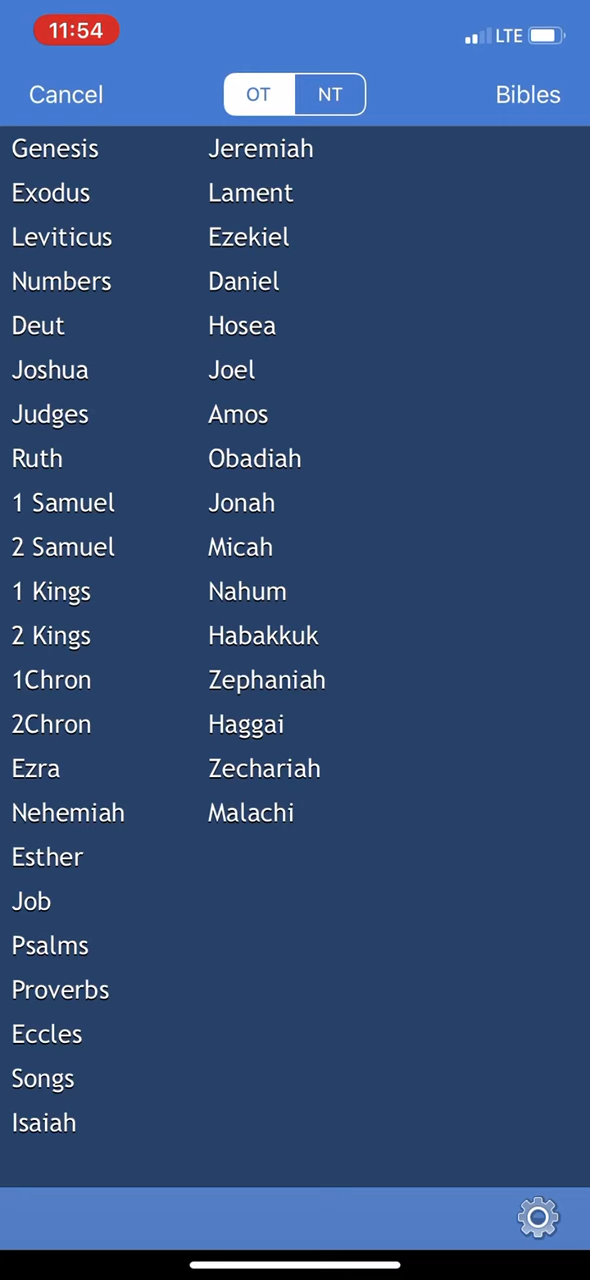 11:54 LTE
Cancel OT NT Bibles
Genesis
Exodus
Leviticus
Numbers
Deut
Joshua
Judges
Ruth
1 Samuel
2 Samuel
1 Kings
2 Kings
1Chron
2Chron
Ezra
Nehemiah
Esther
Job
Psalms
Proverbs
Eccles
Songs
Isaiah
Jeremiah
Lament
Ezekiel
Daniel
Hosea
Joel
Amos
Obadiah
Jonah
Micah
Nahum
Habakkuk
Zephaniah
Haggai
Zechariah
Malachi